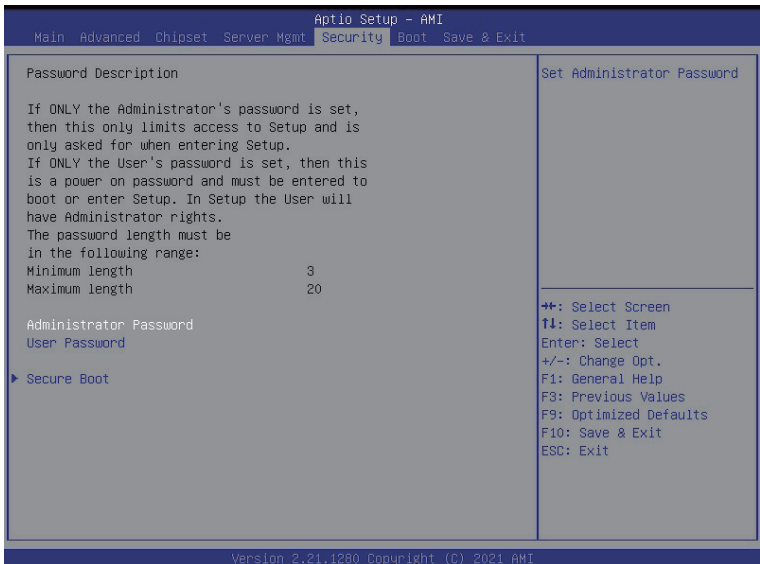 Aptio Setup – AMI
Main Advanced Chipset Server Mgmt Security Boot Save & Exit
Password Description
If ONLY the Administrator's password is set,
then this only limits access to Setup and is
only asked for when entering Setup.
If ONLY the User's password is set, then this
is a power on password and must be entered to
boot or enter Setup. In Setup the User will
have Administrator rights.
The password length must be
in the following range:
Minimum length 3
Maximum length 20
Administrator Password
User Password
▶ Secure Boot
Set Administrator Password
→←: Select Screen
↑↓: Select Item
Enter: Select
+/-: Change Opt.
F1: General Help
F3: Previous Values
F9: Optimized Defaults
F10: Save & Exit
ESC: Exit
Version 2.21.1280 Copyright (C) 2021 AMI